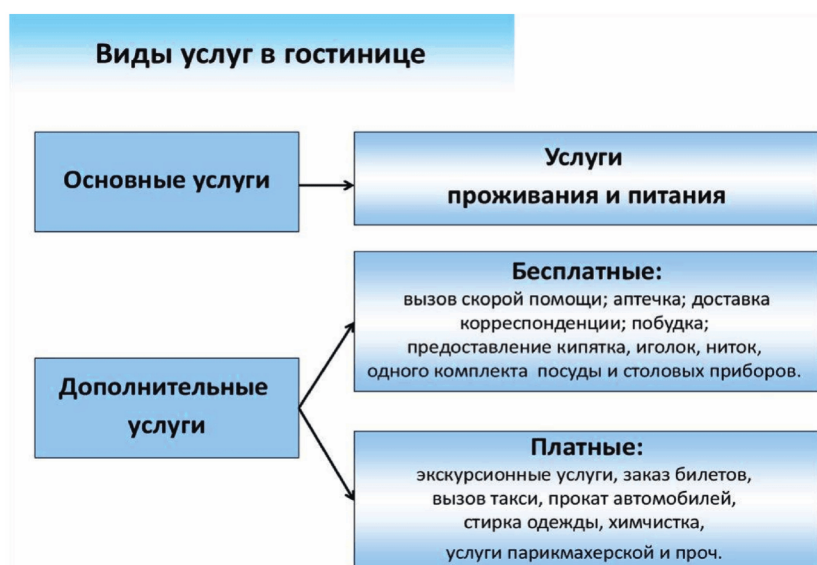 Виды услуг в гостинице
Основные услуги
Услуги
проживания и питания
Дополнительные
услуги
Бесплатные:
вызов скорой помощи; аптечка; доставка
корреспонденции; побудка;
предоставление кипятка, иголок, ниток,
одного комплекта посуды и столовых приборов.
Платные:
экскурсионные услуги, заказ билетов,
вызов такси, прокат автомобилей,
стирка одежды, химчистка,
услуги парикмахерской и проч.